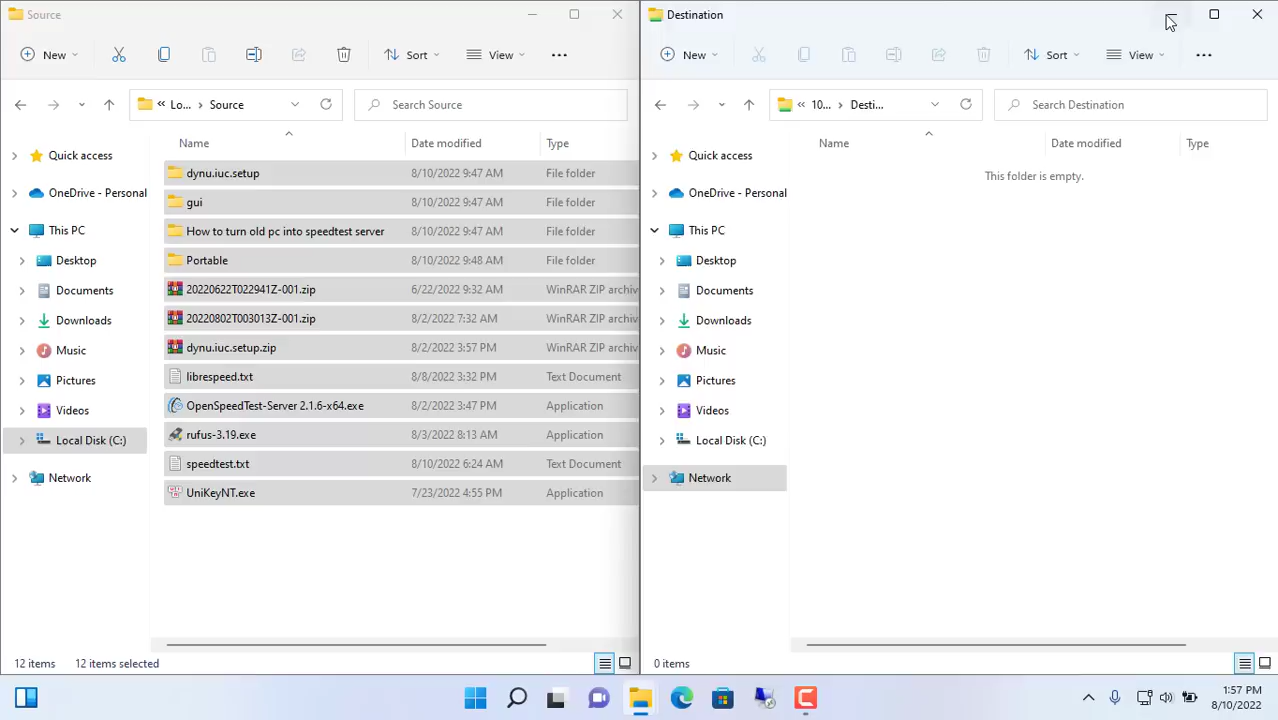 Source
New
Sort
View
Lo...
Source
Search Source
Name
Date modified
Type
Quick access
OneDrive - Personal
This PC
Desktop
Documents
Downloads
Music
Pictures
Videos
Local Disk (C:)
Network
dynu.iuc.setup 8/10/2022 9:47 AM File folder
gui 8/10/2022 9:47 AM File folder
How to turn old pc into speedtest server 8/10/2022 9:47 AM File folder
Portable 8/10/2022 9:48 AM File folder
20220622T022941Z-001.zip 6/22/2022 9:32 AM WinRAR ZIP archiv
20220802T003013Z-001.zip 8/2/2022 7:32 AM WinRAR ZIP archiv
dynu.iuc.setup.zip 8/2/2022 3:57 PM WinRAR ZIP archiv
librespeed.txt 8/8/2022 3:32 PM Text Document
OpenSpeedTest-Server 2.1.6-x64.exe 8/2/2022 3:47 PM Application
rufus-3.19.exe 8/3/2022 8:13 AM Application
speedtest.txt 8/10/2022 6:24 AM Text Document
UniKeyNT.exe 7/23/2022 4:55 PM Application
12 items 12 items selected
Destination
New
Sort
View
10...
Desti...
Search Destination
Name
Date modified
Type
This folder is empty.
Quick access
OneDrive - Personal
This PC
Desktop
Documents
Downloads
Music
Pictures
Videos
Local Disk (C:)
Network
0 items
1:57 PM
8/10/2022